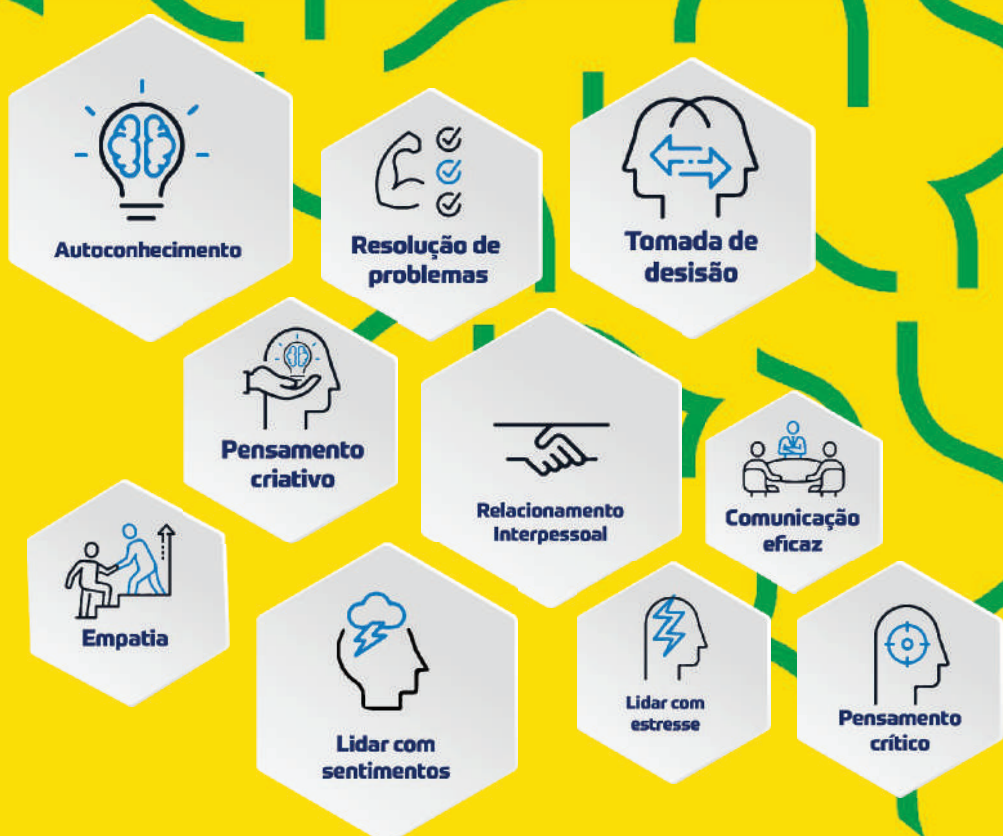 Autoconhecimento
Resolução de
problemas
Tomada de
desisão
Pensamento
criativo
Relacionamento
Interpessoal
Comunicação
eficaz
Empatia
Lidar com
sentimentos
Lidar com
estresse
Pensamento
crítico